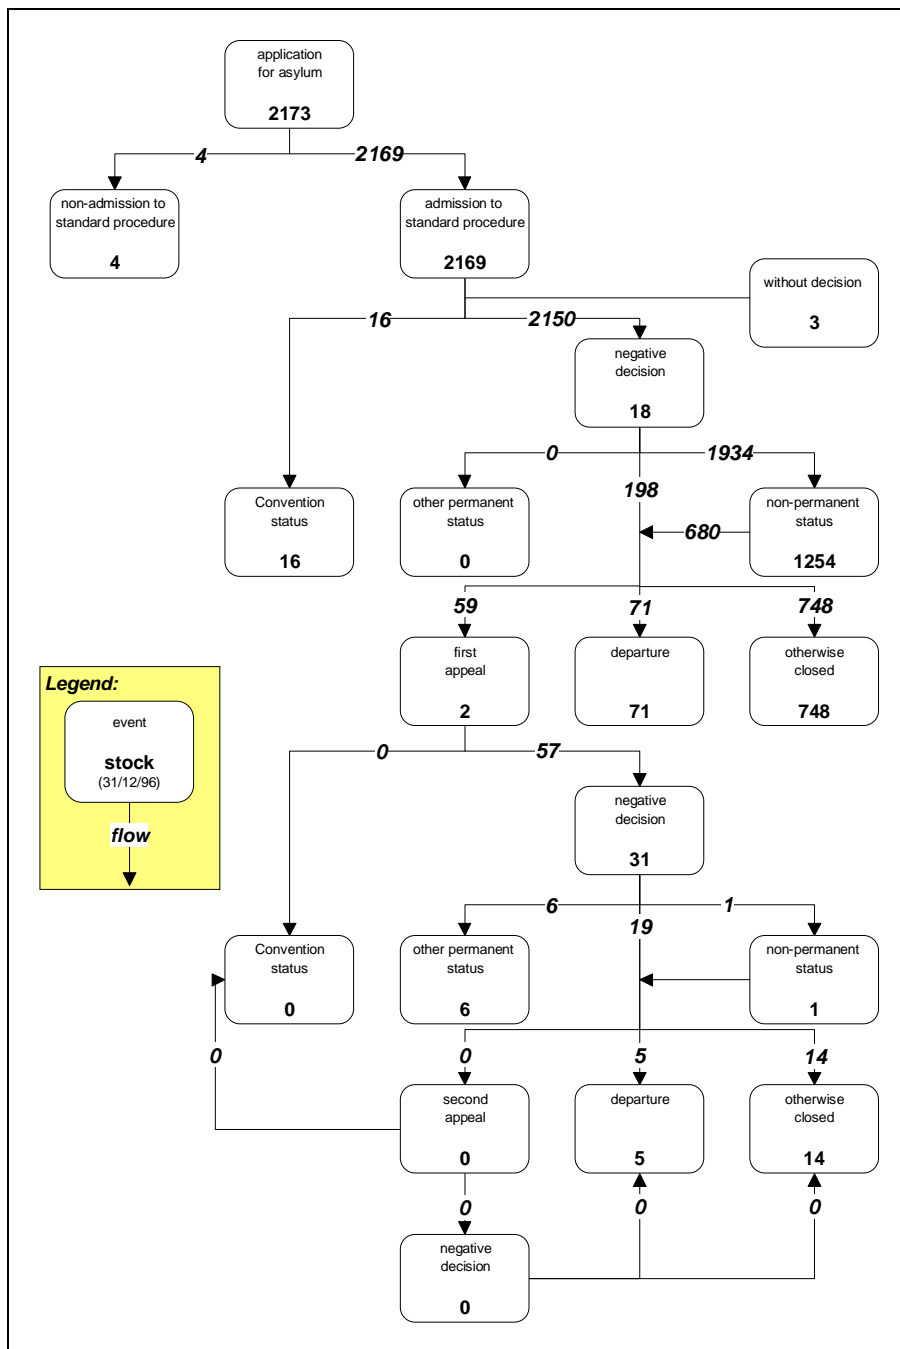 application
for asylum
2173
4
2169
non-admission to
standard procedure
4
admission to
standard procedure
2169
without decision
3
16
2150
negative
decision
18
0
1934
198
Convention
status
16
other permanent
status
0
680
non-permanent
status
1254
59
71
748
first
appeal
2
departure
71
otherwise
closed
748
Legend:
event
stock
(31/12/96)
flow
0
57
negative
decision
31
6
19
1
Convention
status
0
other permanent
status
6
non-permanent
status
1
0
0
5
14
second
appeal
0
departure
5
otherwise
closed
14
0
0
0
negative
decision
0